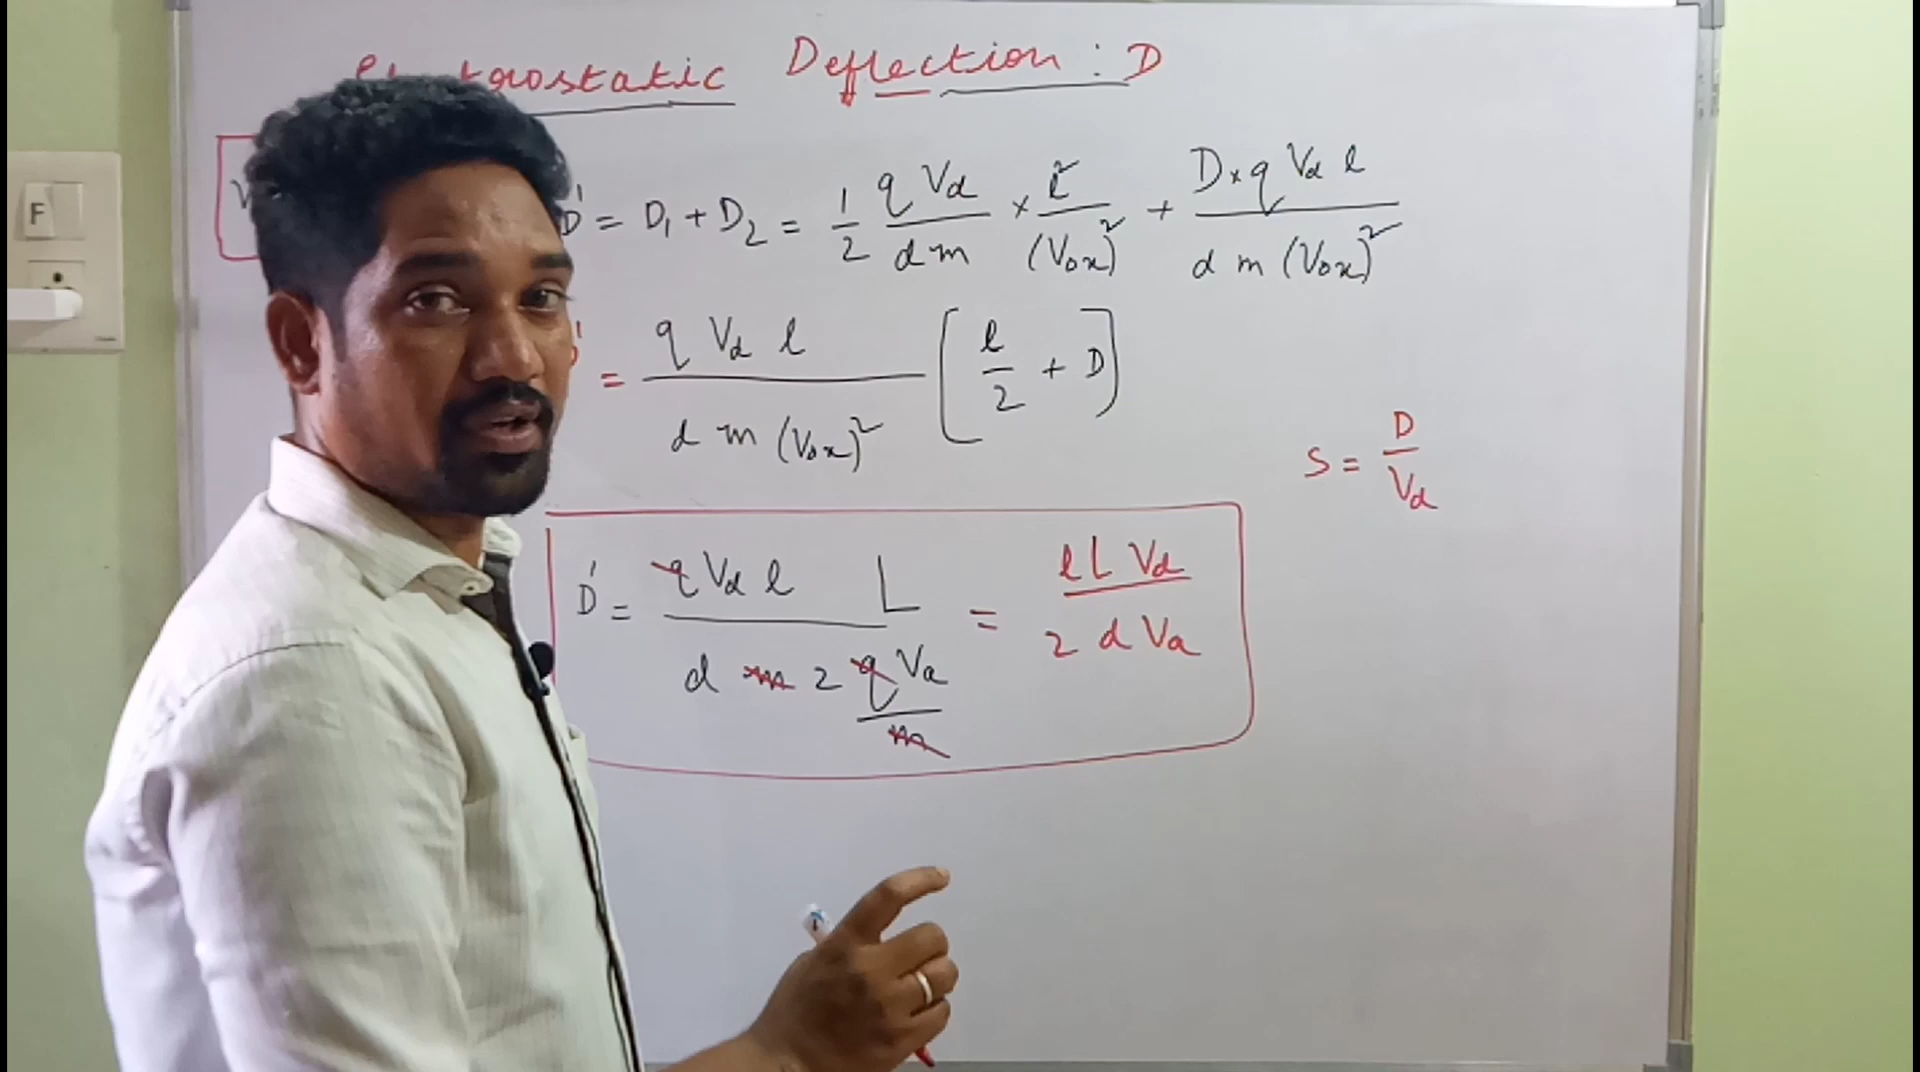 Electrostatic Deflection : D
D' = D₁ + D₂ = 1/2 q Vd / d m × l² / (Vox)² + D × q Vd l / d m (Vox)²
= q Vd l / d m (Vox)² [ l/2 + D ]
S = D / Vd
D' = q Vd l L / d m 2 q Va / m = l L Vd / 2 d Va
F